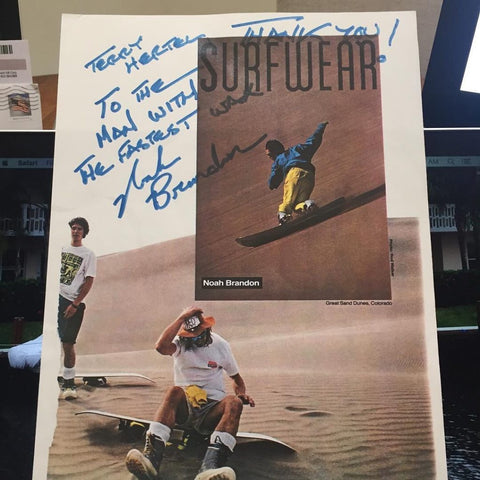 TERRY HERTEL THANK YOU!
TO THE
MAN WITH
THE FASTEST WAX
Noah
Brandon
SURFWEAR
Noah Brandon
Great Sand Dunes, Colorado
Safari